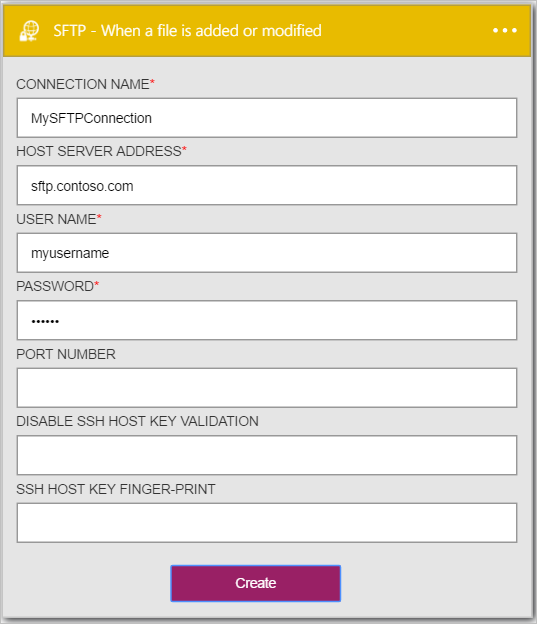 SFTP - When a file is added or modified
CONNECTION NAME*
MySFTPConnection
HOST SERVER ADDRESS*
sftp.contoso.com
USER NAME*
myusername
PASSWORD*
••••••
PORT NUMBER
DISABLE SSH HOST KEY VALIDATION
SSH HOST KEY FINGER-PRINT
Create